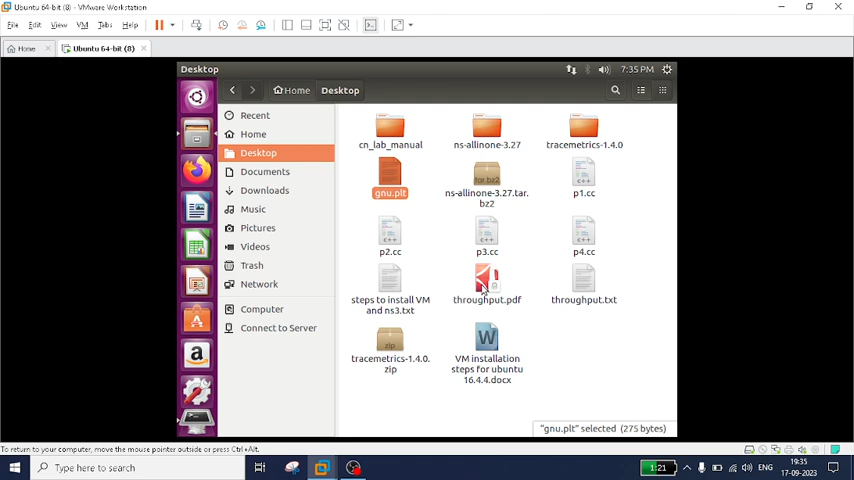 Ubuntu 64-bit (8) - VMware Workstation
File Edit View VM Tabs Help
Home
Ubuntu 64-bit (8)
Desktop
7:35 PM
Home Desktop
Recent
Home
Desktop
Documents
Downloads
Music
Pictures
Videos
Trash
Network
Computer
Connect to Server
cn_lab_manual
ns-allinone-3.27
tracemetrics-1.4.0
gnu.plt
tar.bz2
ns-allinone-3.27.tar.
bz2
c++
p1.cc
c++
p2.cc
c++
p3.cc
c++
p4.cc
steps to install VM
and ns3.txt
throughput.pdf
throughput.txt
zip
tracemetrics-1.4.0.
zip
W
VM installation
steps for ubuntu
16.4.4.docx
"gnu.plt" selected (275 bytes)
To return to your computer, move the mouse pointer outside or press Ctrl+Alt.
Type here to search
1:21
ENG
19:35
17-09-2023